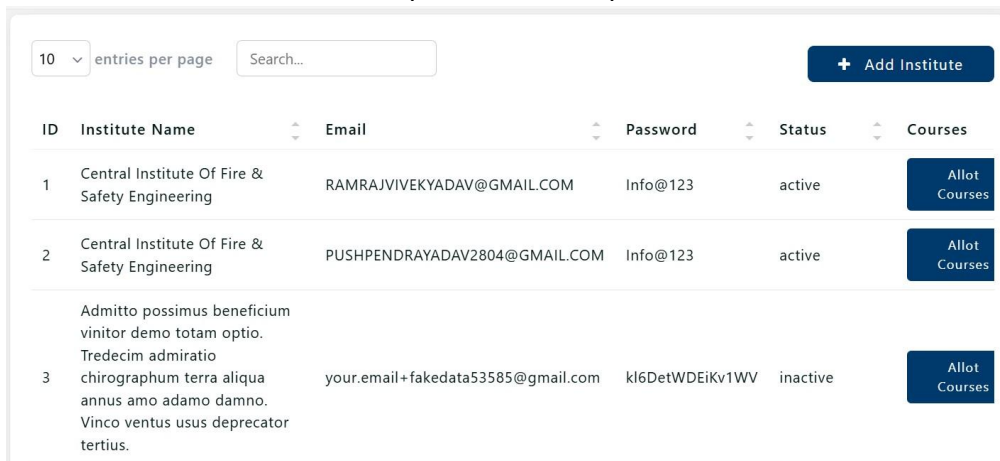 10 entries per page Search... + Add Institute
ID Institute Name Email Password Status Courses
1 Central Institute Of Fire & Safety Engineering RAMRAJVIVEKYADAV@GMAIL.COM Info@123 active Allot Courses
2 Central Institute Of Fire & Safety Engineering PUSHPENDRAYADAV2804@GMAIL.COM Info@123 active Allot Courses
3 Admitto possimus beneficium
vinitor demo totam optio.
Tredecim admiratio
chirographum terra aliqua
annus amo adamo damno.
Vinco ventus usus deprecator
tertius. your.email+fakedata53585@gmail.com kl6DetWDEiKv1WV inactive Allot Courses